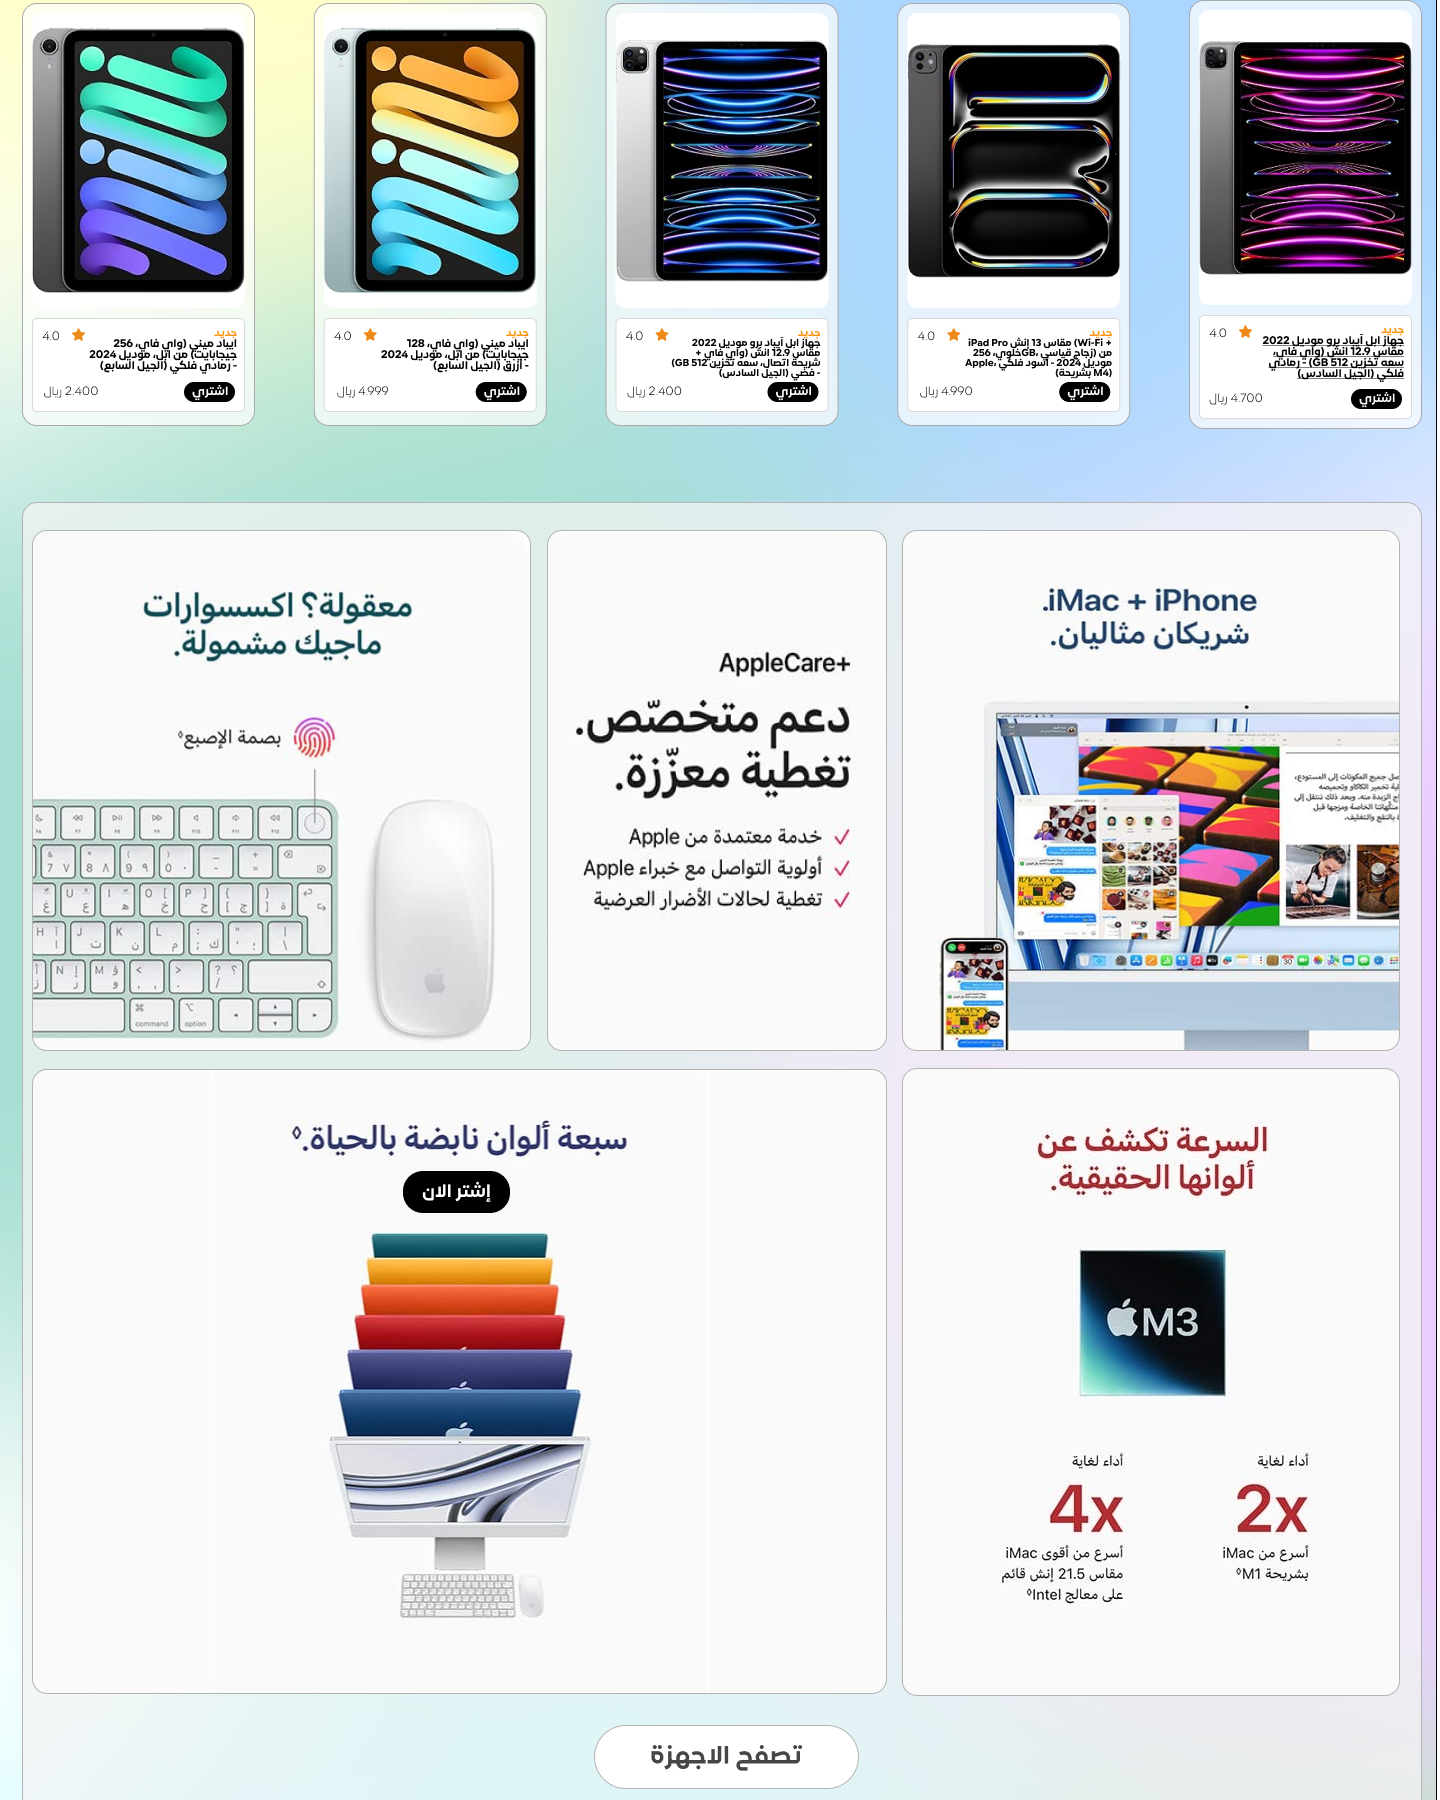 جديد
4.0
جهاز ابل آيباد برو موديل 2022
مقاس 12.9 انش (واي فاي،
سعة تخزين 512 GB) - رمادي
فلكي (الجيل السادس)
اشتري
4.700 ريال
جديد
4.0
iPad Pro مقاس 13 إنش (Wi-Fi +
خلوي، 256GB، زجاج قياسي) من
Apple، موديل 2024 - أسود فلكي
(بشريحة M4)
اشتري
4.990 ريال
جديد
4.0
جهاز ابل آيباد برو موديل 2022
مقاس 12.9 انش (واي فاي +
شريحة اتصال، سعة تخزين 512 GB)
- فضي (الجيل السادس)
اشتري
2.400 ريال
جديد
4.0
ايباد ميني (واي فاي، 128
جيجابايت) من ابل، موديل 2024
- أزرق (الجيل السابع)
اشتري
4.999 ريال
جديد
4.0
ايباد ميني (واي فاي، 256
جيجابايت) من ابل، موديل 2024
- رمادي فلكي (الجيل السابع)
اشتري
2.400 ريال
iMac + iPhone.
شريكان مثاليان.
AppleCare+
دعم متخصّص.
تغطية معزّزة.
خدمة معتمدة من Apple
أولوية التواصل مع خبراء Apple
تغطية لحالات الأضرار العرضية
معقولة؟ اكسسوارات
ماجيك مشمولة.
بصمة الإصبع◊
command
option
السرعة تكشف عن
ألوانها الحقيقية.
M3
أداء لغاية
2x
أسرع من iMac
بشريحة M1◊
أداء لغاية
4x
أسرع من أقوى iMac
مقاس 21.5 إنش قائم
على معالج Intel◊
سبعة ألوان نابضة بالحياة.◊
إشتر الان
تصفح الاجهزة